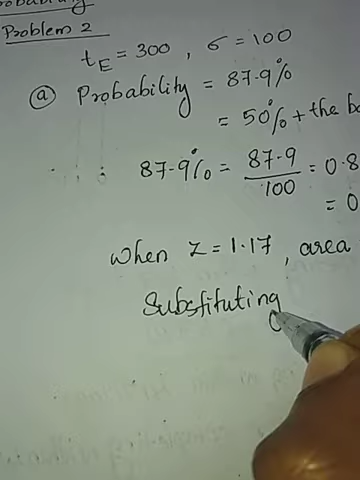 Problem 2
t_E = 300 , σ = 100
ⓐ Probability = 87.9%
= 50% + the
∴ 87.9% = 87.9/100 = 0.8
= 0
When Z = 1.17, area
Substituting